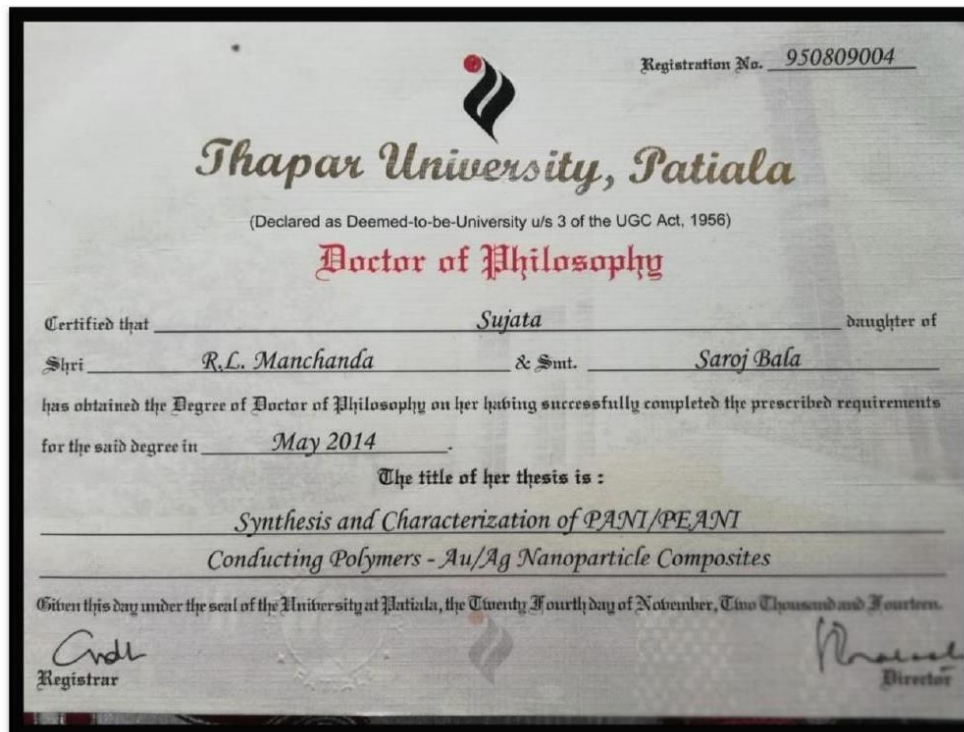 Registration No. 950809004
Thapar University, Patiala
(Declared as Deemed-to-be-University u/s 3 of the UGC Act, 1956)
Doctor of Philosophy
Certified that Sujata daughter of
Shri R.L. Manchanda & Smt. Saroj Bala
has obtained the Degree of Doctor of Philosophy on her having successfully completed the prescribed requirements
for the said degree in May 2014.
The title of her thesis is :
Synthesis and Characterization of PANI/PEANI
Conducting Polymers - Au/Ag Nanoparticle Composites
Given this day under the seal of the University at Patiala, the Twenty Fourth day of November, Two Thousand and Fourteen.
Registrar Director